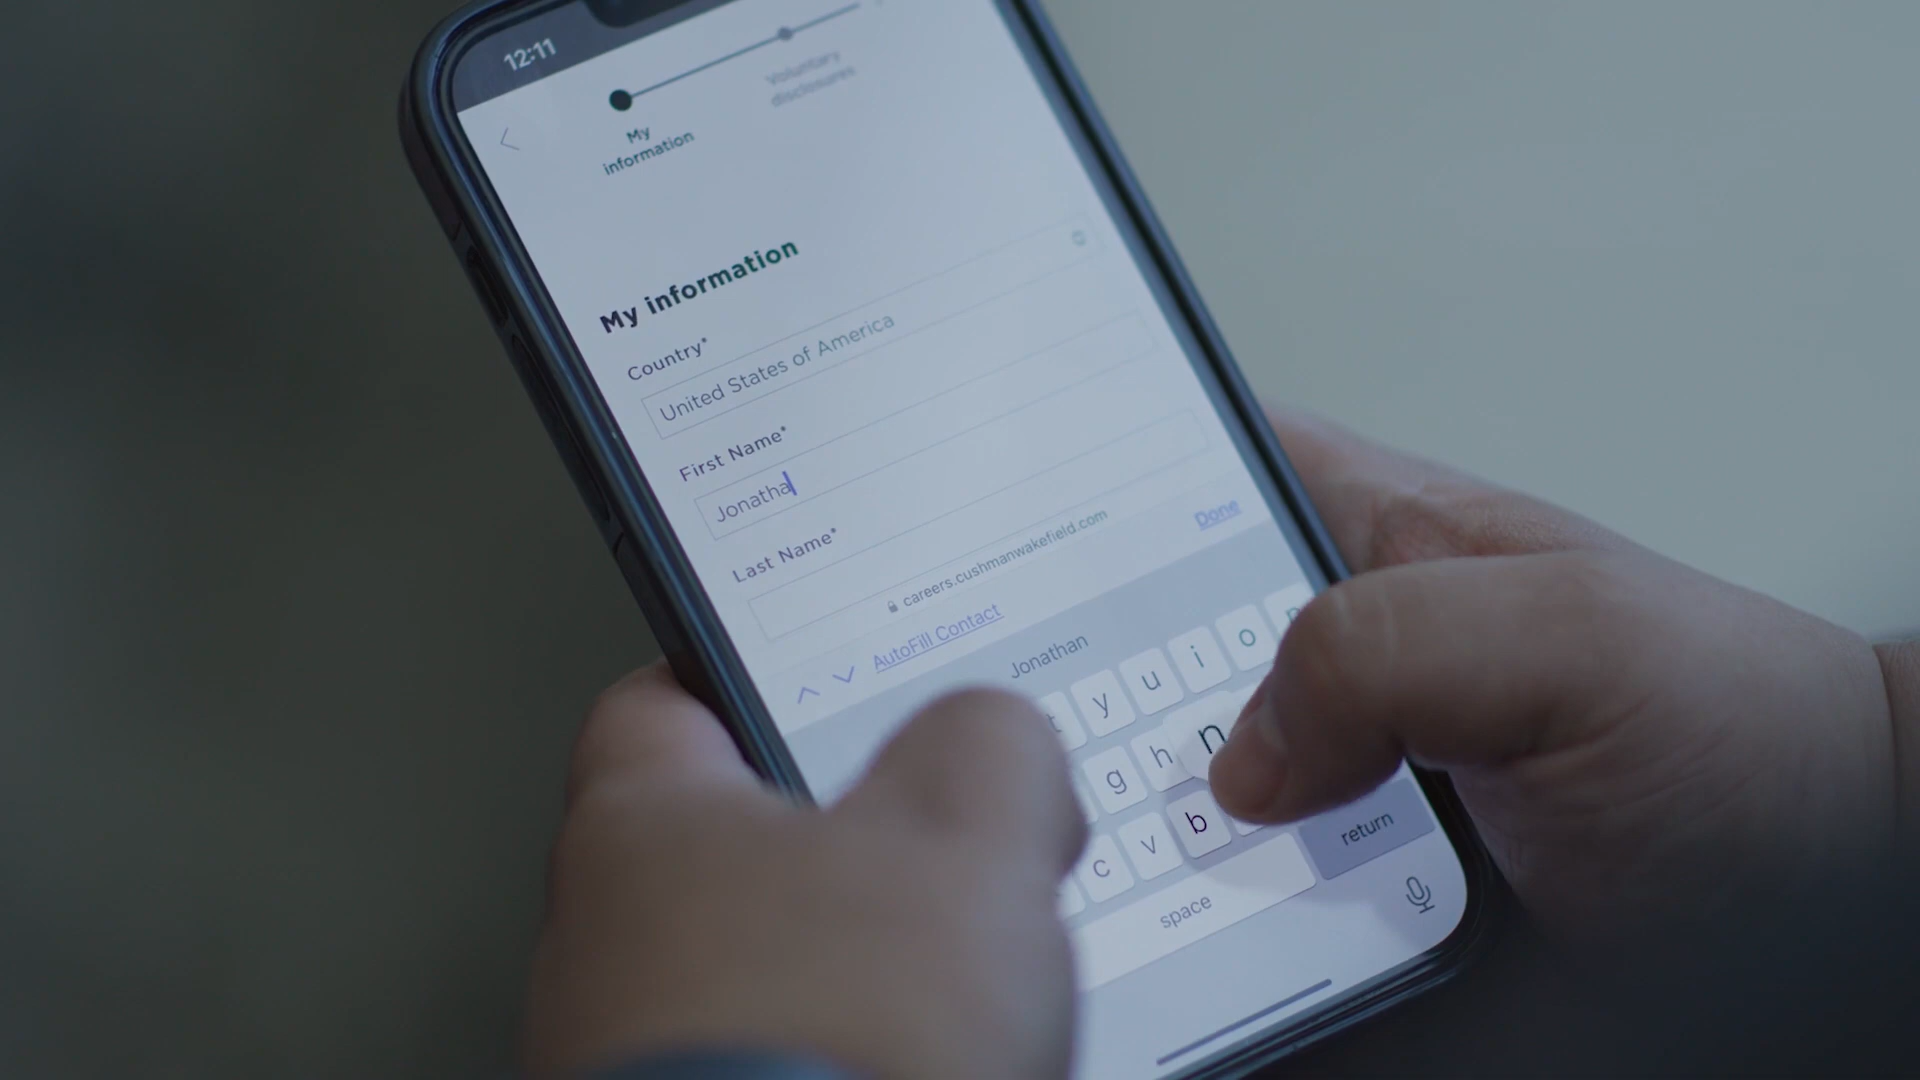 12:11
My
information
Voluntary
disclosures
My information
Country*
United States of America
First Name*
Jonatha
Last Name*
careers.cushmanwakefield.com
Done
AutoFill Contact
Jonathan
t y u i o p
g h n
c v b
return
space